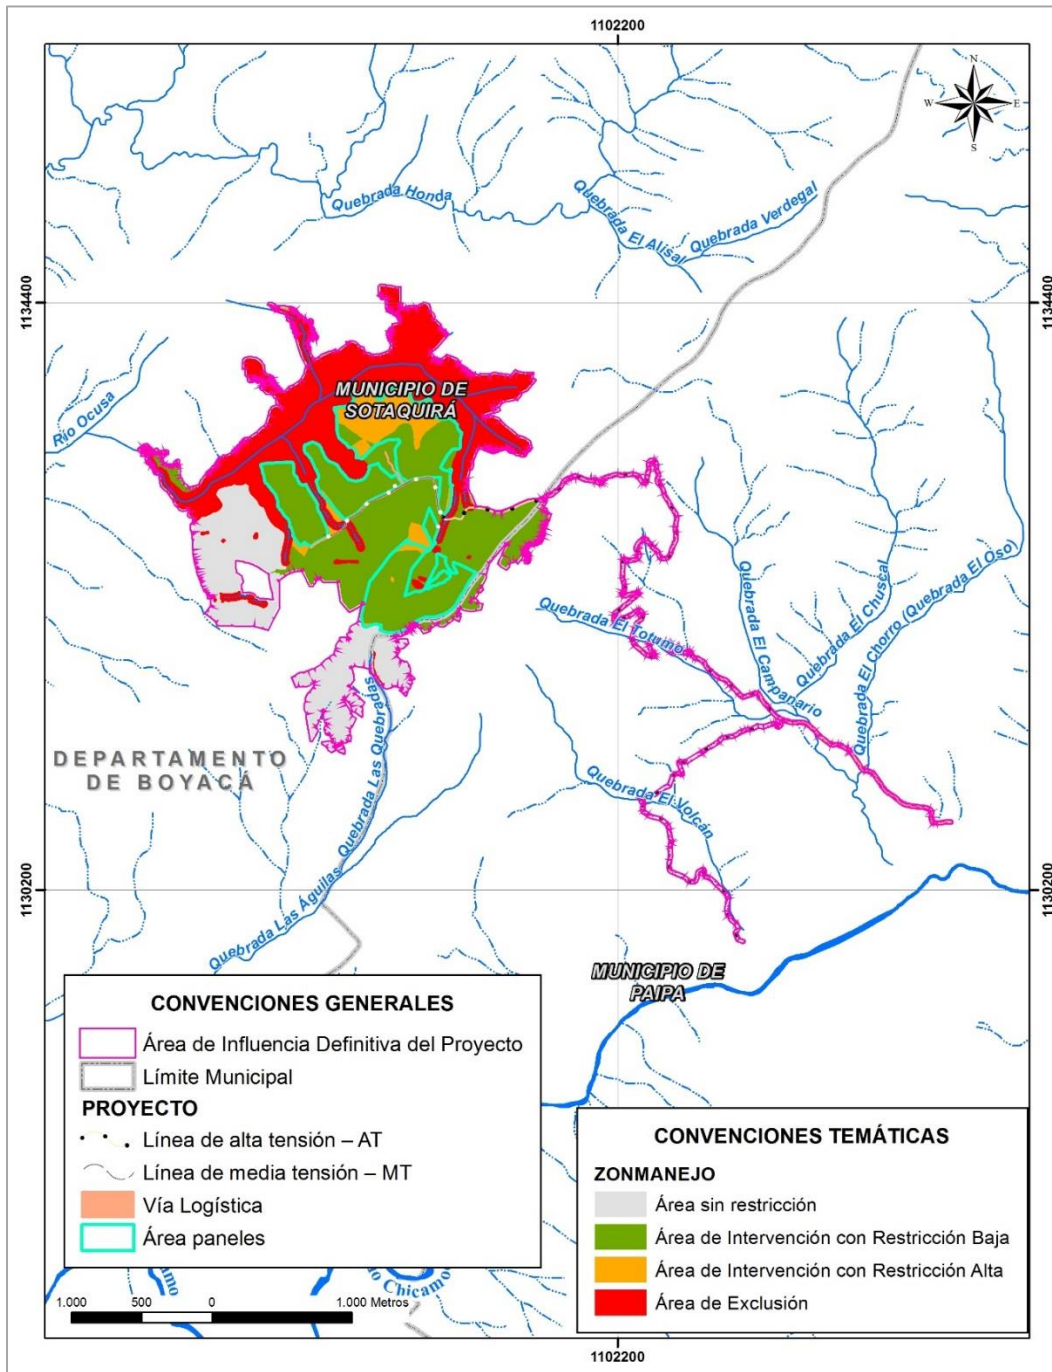 1102200
N
W
E
S
Quebrada Honda
Quebrada El Alisal
Quebrada Verdegal
1134400
1134400
MUNICIPIO DE
SOTAQUIRÁ
Río Ocusa
Quebrada El Totumo
Quebrada El Campanario
Quebrada El Chuscal
Quebrada El Chorro (Quebrada El Oso)
DEPARTAMENTO
DE BOYACÁ
Quebrada Las Quebradas
Quebrada El Volcán
Quebrada Las Águilas
1130200
1130200
MUNICIPIO DE
PAIPA
CONVENCIONES GENERALES
Área de Influencia Definitiva del Proyecto
Límite Municipal
PROYECTO
Línea de alta tensión – AT
Línea de media tensión – MT
Vía Logística
Área paneles
Chicamo
1.000 500 0 1.000 Metros
CONVENCIONES TEMÁTICAS
ZONMANEJO
Área sin restricción
Área de Intervención con Restricción Baja
Área de Intervención con Restricción Alta
Área de Exclusión
1102200